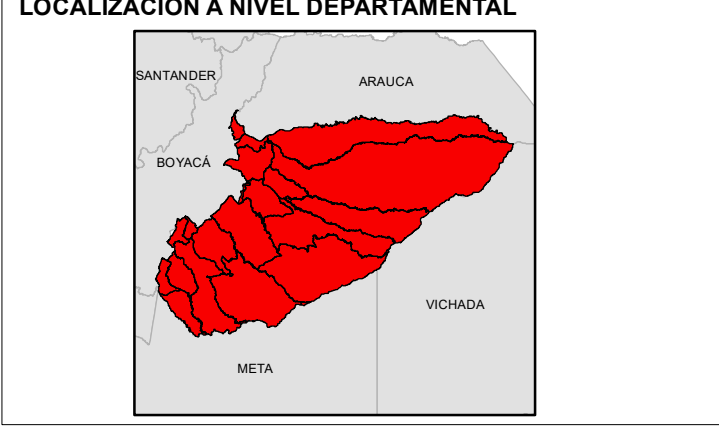 LOCALIZACIÓN A NIVEL DEPARTAMENTAL
SANTANDER
ARAUCA
BOYACÁ
VICHADA
META